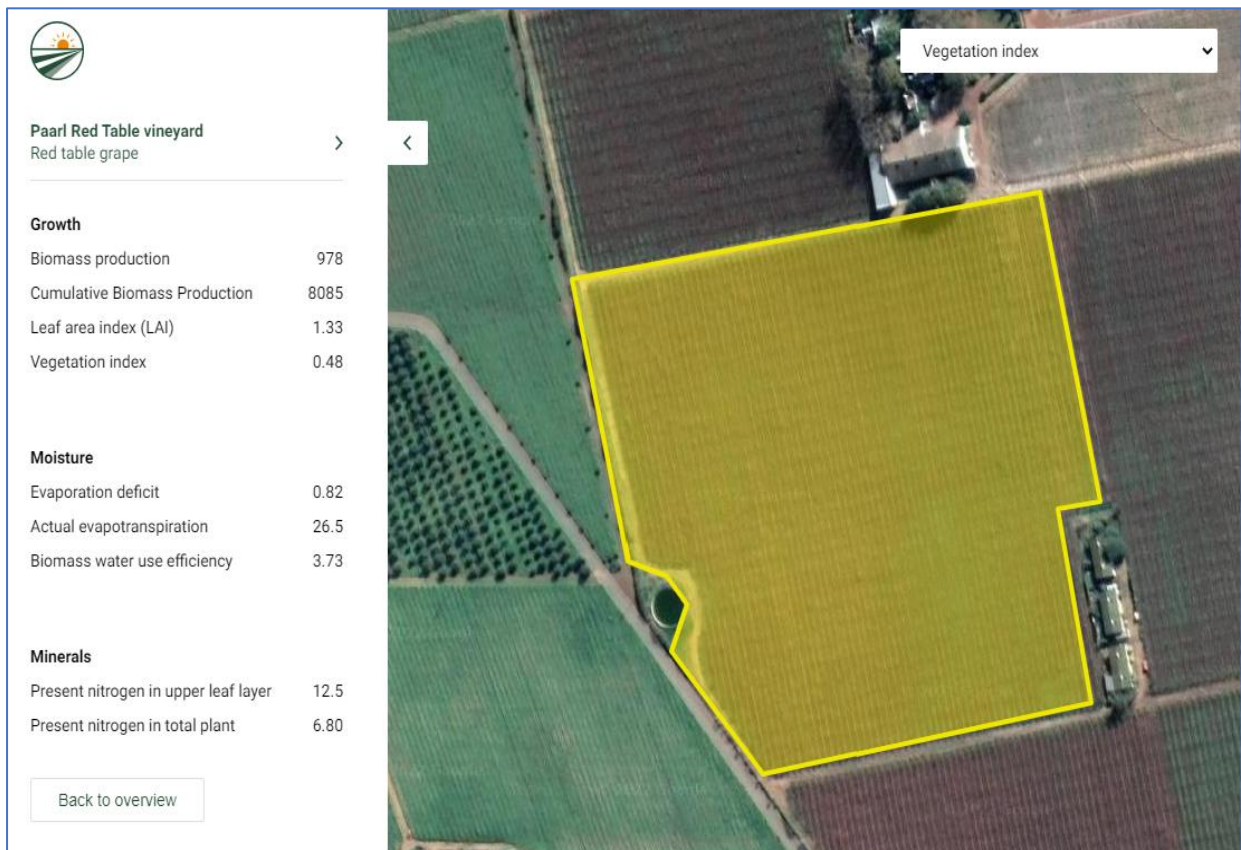 Vegetation index
Paarl Red Table vineyard
Red table grape
Growth
Biomass production 978
Cumulative Biomass Production 8085
Leaf area index (LAI) 1.33
Vegetation index 0.48
Moisture
Evaporation deficit 0.82
Actual evapotranspiration 26.5
Biomass water use efficiency 3.73
Minerals
Present nitrogen in upper leaf layer 12.5
Present nitrogen in total plant 6.80
Back to overview